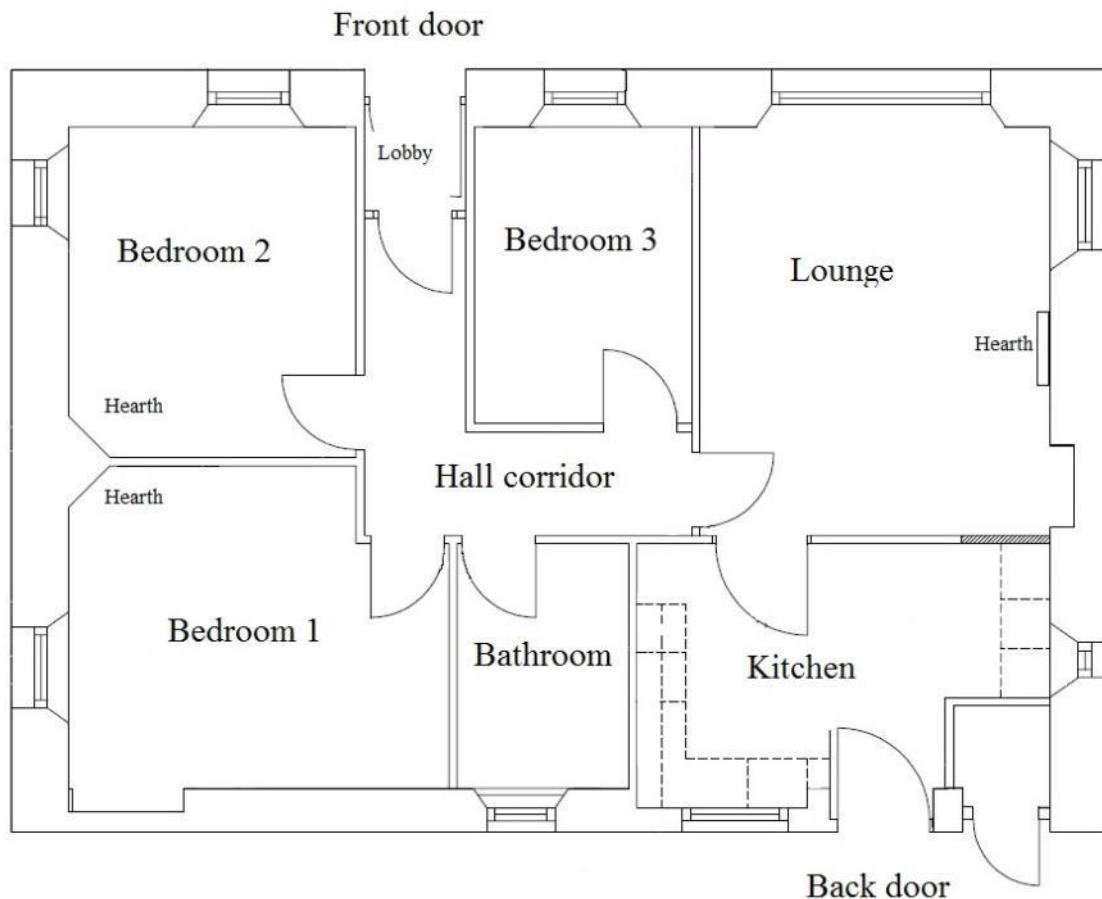 Front door
Lobby
Bedroom 2
Bedroom 3
Lounge
Hearth
Hearth
Hall corridor
Hearth
Bedroom 1
Bathroom
Kitchen
Back door